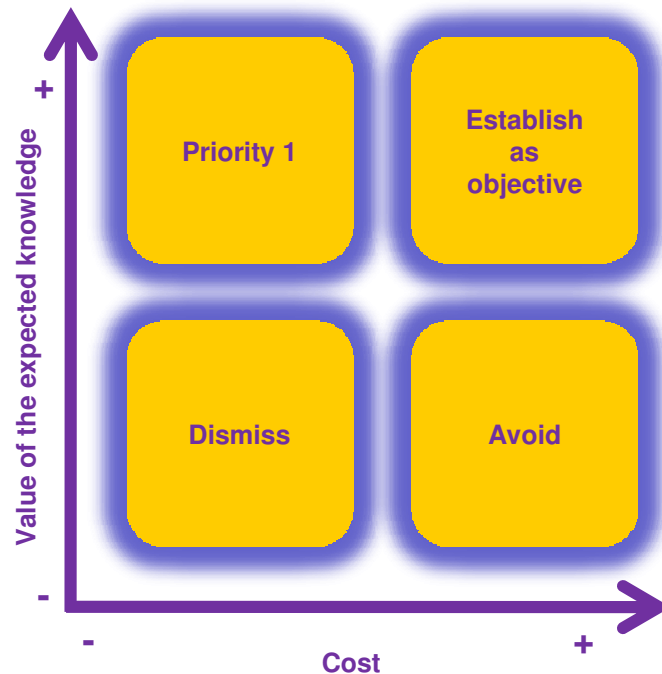 Value of the expected knowledge
+
-
Priority 1
Establish
as
objective
Dismiss
Avoid
-
+
Cost